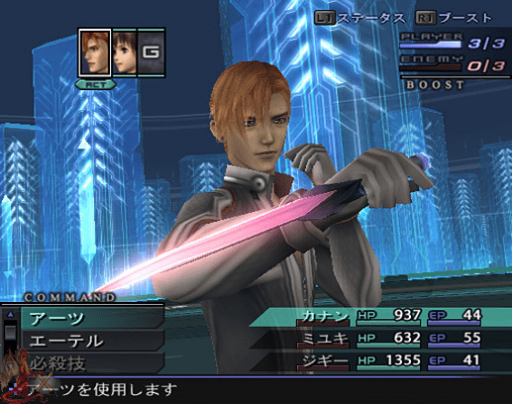 L1 ステータス R1 ブースト
PLAYER 3/3
ENEMY 0/3
BOOST
G
ACT
COMMAND
アーツ
エーテル
必殺技
カナン HP 937 EP 44
ミユキ HP 632 EP 55
ジギー HP 1355 EP 41
アーツを使用します